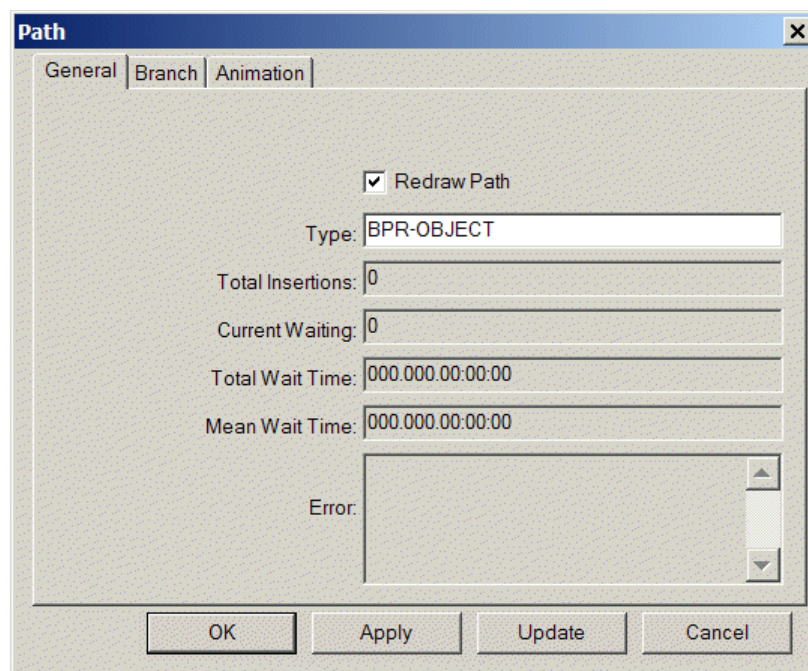 Path
General Branch Animation
Redraw Path
Type: BPR-OBJECT
Total Insertions: 0
Current Waiting: 0
Total Wait Time: 000.000.00:00:00
Mean Wait Time: 000.000.00:00:00
Error:
OK Apply Update Cancel